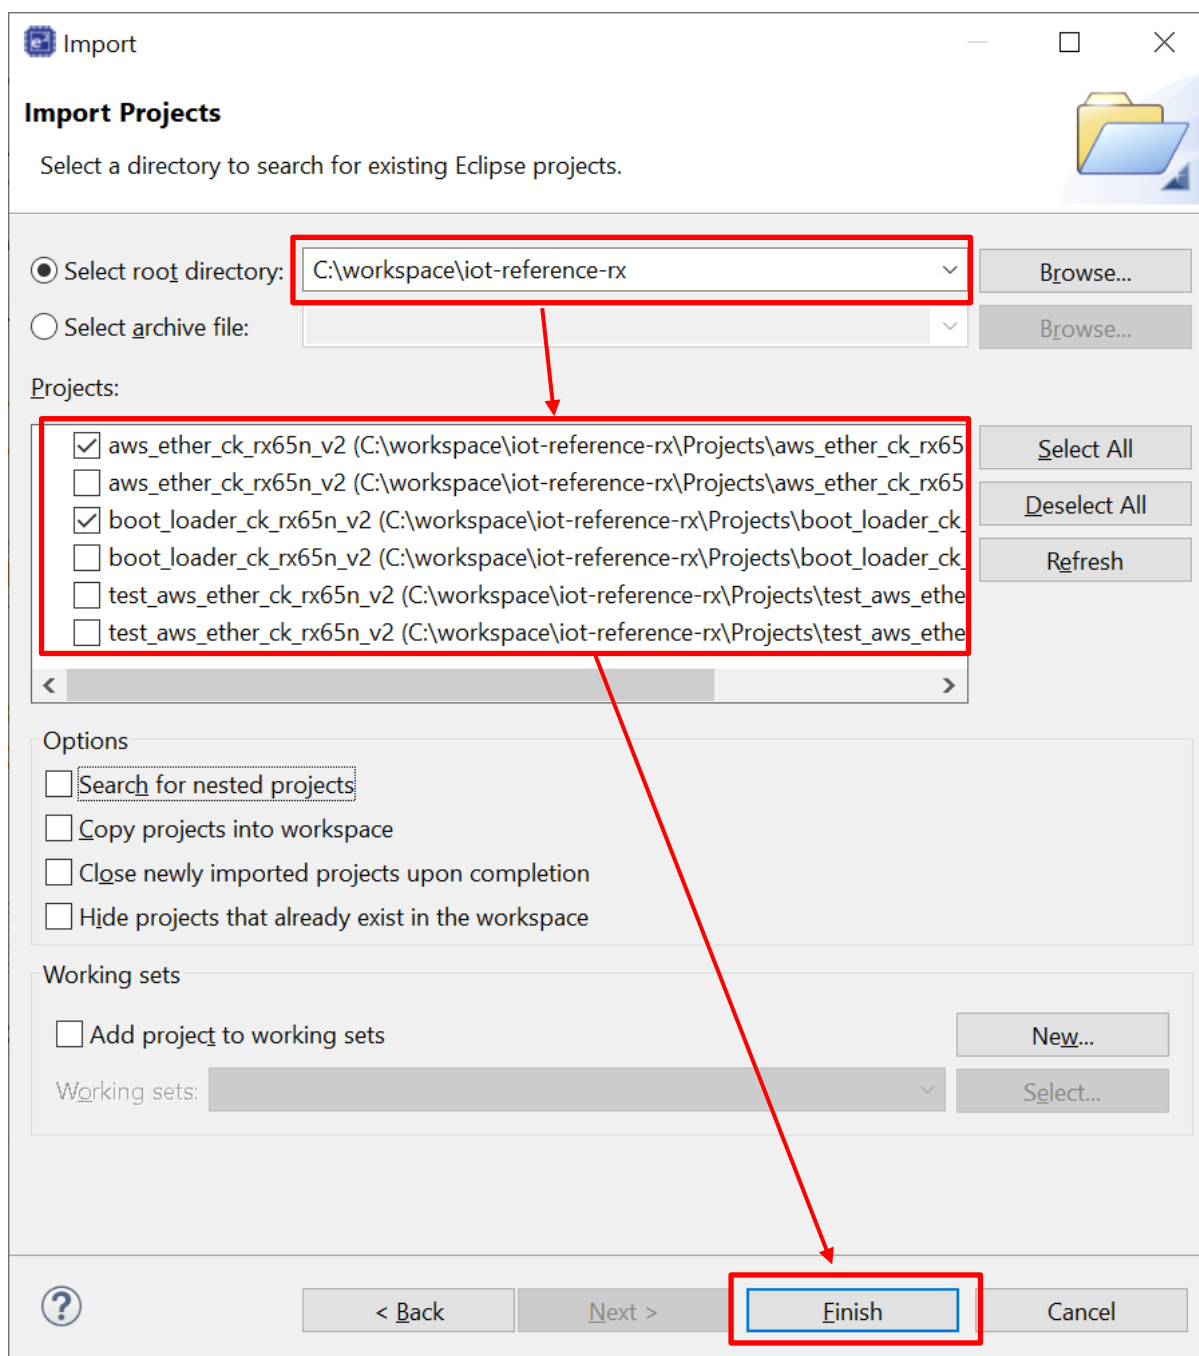 Import
Import Projects
Select a directory to search for existing Eclipse projects.
Select root directory: C:\workspace\iot-reference-rx Browse...
Select archive file: Browse...
Projects:
aws_ether_ck_rx65n_v2 (C:\workspace\iot-reference-rx\Projects\aws_ether_ck_rx65
aws_ether_ck_rx65n_v2 (C:\workspace\iot-reference-rx\Projects\aws_ether_ck_rx65
boot_loader_ck_rx65n_v2 (C:\workspace\iot-reference-rx\Projects\boot_loader_ck_
boot_loader_ck_rx65n_v2 (C:\workspace\iot-reference-rx\Projects\boot_loader_ck_
test_aws_ether_ck_rx65n_v2 (C:\workspace\iot-reference-rx\Projects\test_aws_ethe
test_aws_ether_ck_rx65n_v2 (C:\workspace\iot-reference-rx\Projects\test_aws_ethe
Select All
Deselect All
Refresh
Options
Search for nested projects
Copy projects into workspace
Close newly imported projects upon completion
Hide projects that already exist in the workspace
Working sets
Add project to working sets New...
Working sets: Select...
? < Back Next > Finish Cancel